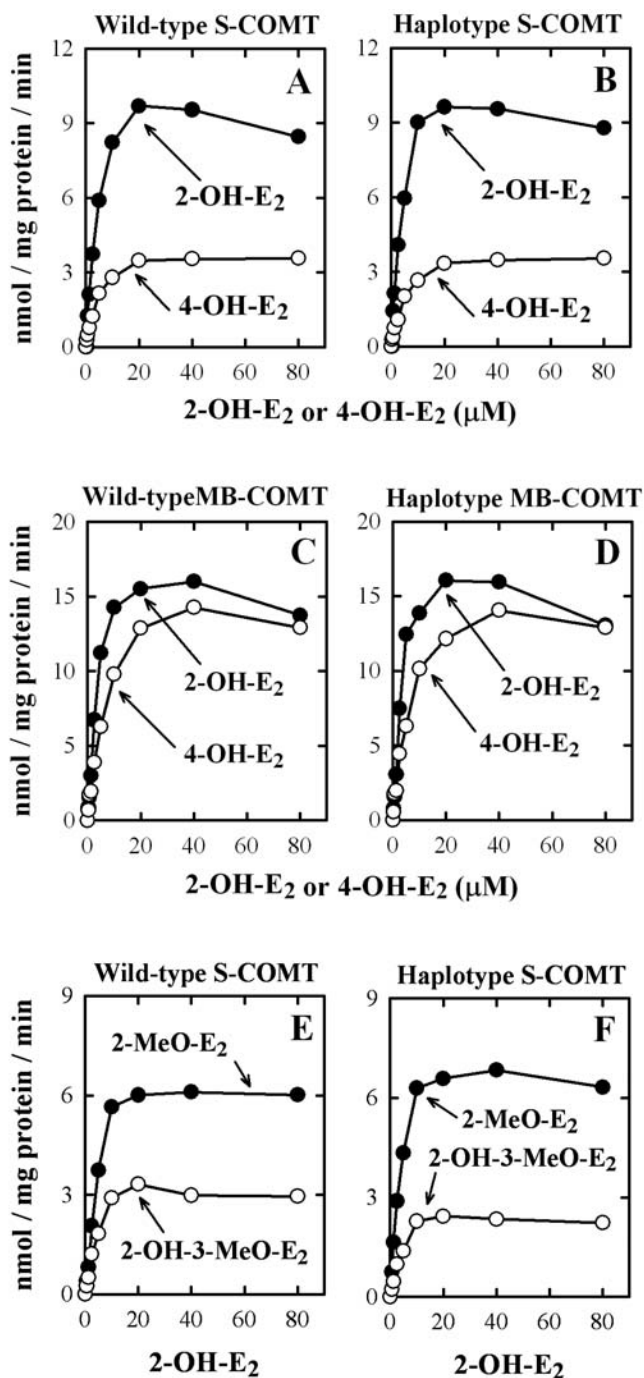 Wild-type S-COMT
Haplotype S-COMT
nmol / mg protein / min
12
9
6
3
0
A
2-OH-E₂
4-OH-E₂
0 20 40 60 80
12
9
6
3
0
B
2-OH-E₂
4-OH-E₂
0 20 40 60 80
2-OH-E₂ or 4-OH-E₂ (μM)
Wild-typeMB-COMT
Haplotype MB-COMT
nmol / mg protein / min
20
15
10
5
0
C
2-OH-E₂
4-OH-E₂
0 20 40 60 80
20
15
10
5
0
D
2-OH-E₂
4-OH-E₂
0 20 40 60 80
2-OH-E₂ or 4-OH-E₂ (μM)
Wild-type S-COMT
Haplotype S-COMT
nmol / mg protein / min
9
6
3
0
E
2-MeO-E₂
2-OH-3-MeO-E₂
0 20 40 60 80
2-OH-E₂
9
6
3
0
F
2-MeO-E₂
2-OH-3-MeO-E₂
0 20 40 60 80
2-OH-E₂